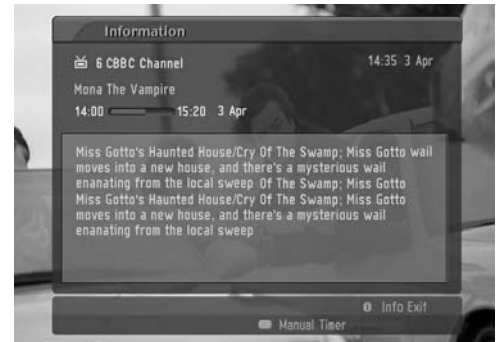 Information
6 CBBC Channel 14:35 3 Apr
Mona The Vampire
14:00 15:20 3 Apr
Miss Gotto's Haunted House/Cry Of The Swamp; Miss Gotto wail
moves into a new house, and there's a mysterious wail
enanating from the local sweep Of The Swamp; Miss Gotto
Miss Gotto's Haunted House/Cry Of The Swamp; Miss Gotto
moves into a new house, and there's a mysterious wail
enanating from the local sweep
i Info Exit
Manual Timer